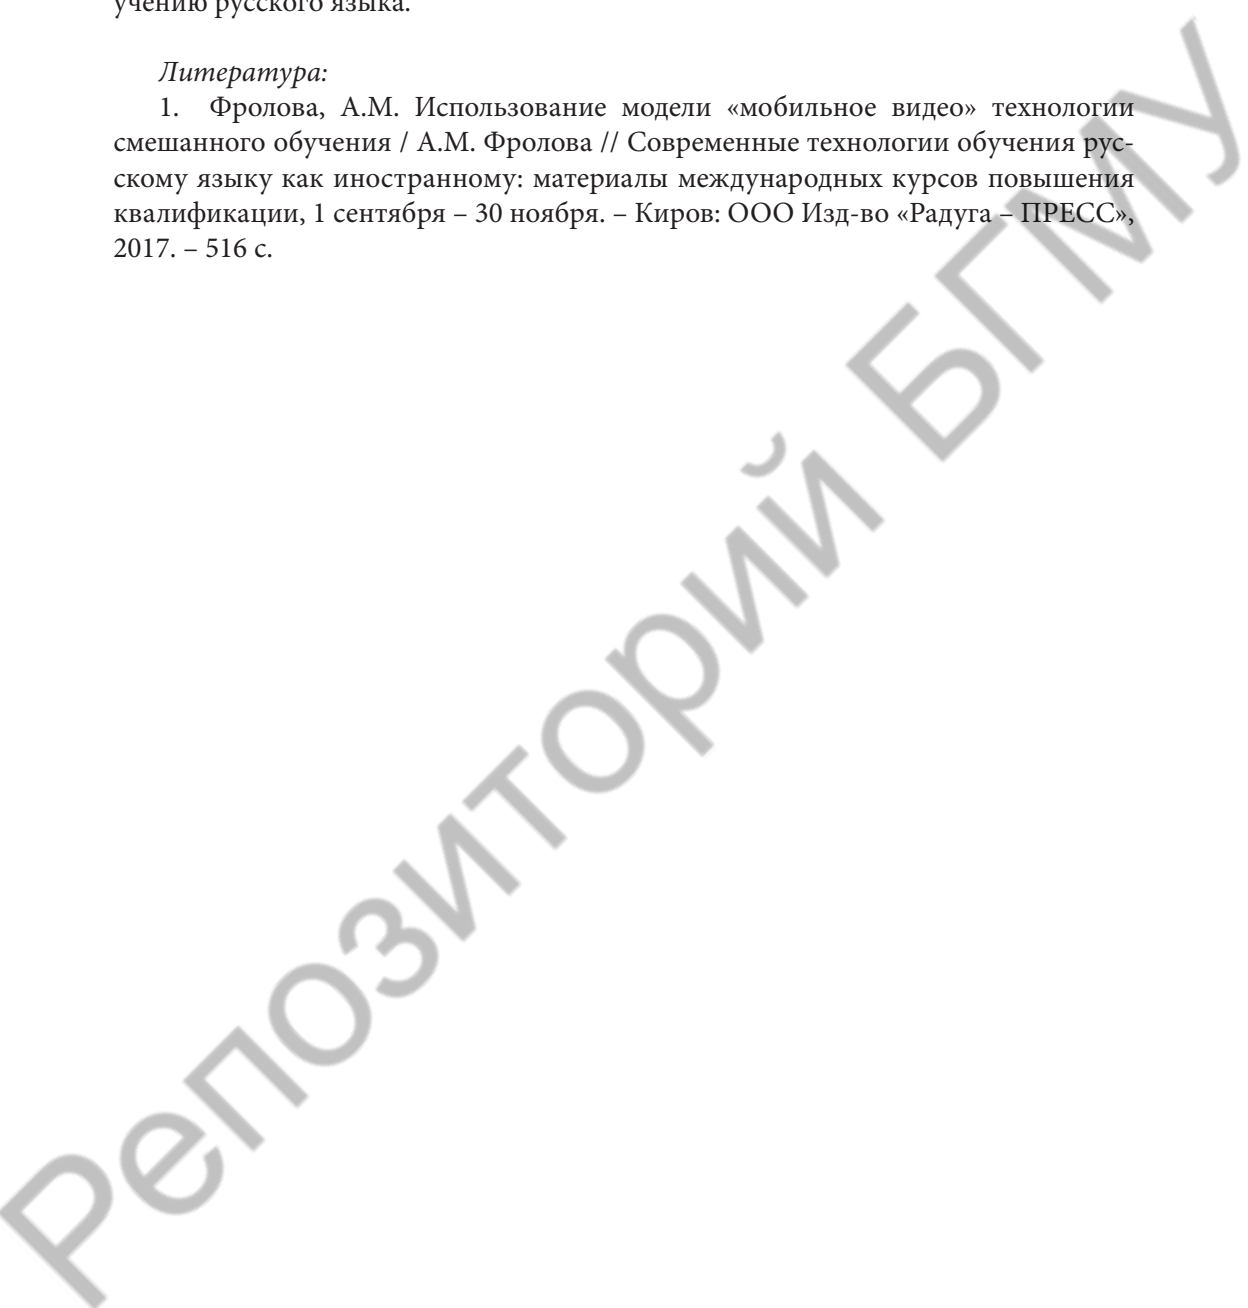 учению русского языка.
Литература:
1. Фролова, А.М. Использование модели «мобильное видео» технологии
смешанного обучения / А.М. Фролова // Современные технологии обучения рус-
скому языку как иностранному: материалы международных курсов повышения
квалификации, 1 сентября – 30 ноября. – Киров: ООО Изд-во «Радуга – ПРЕСС»,
2017. – 516 с.
Репозиторий БГМУ